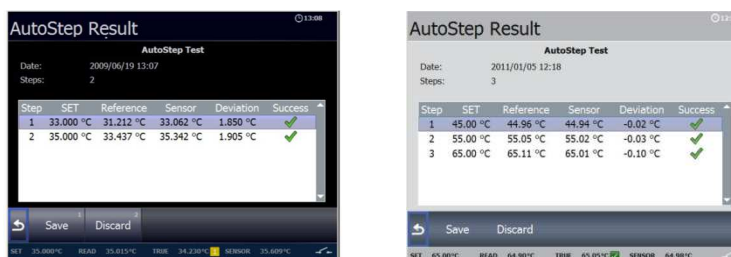 AutoStep Result
13:08
AutoStep Test
Date: 2009/06/19 13:07
Steps: 2
Step SET Reference Sensor Deviation Success
1 33.000 °C 31.212 °C 33.062 °C 1.850 °C
2 35.000 °C 33.437 °C 35.342 °C 1.905 °C
1 2
Save Discard
SET 35.000°C READ 35.015°C TRUE 34.230°C SENSOR 35.609°C
AutoStep Result
AutoStep Test
Date: 2011/01/05 12:18
Steps: 3
Step SET Reference Sensor Deviation Success
1 45.00 °C 44.96 °C 44.94 °C -0.02 °C
2 55.00 °C 55.05 °C 55.02 °C -0.03 °C
3 65.00 °C 65.11 °C 65.01 °C -0.10 °C
Save Discard
SET 65.00°C READ 64.90°C TRUE 65.05°C SENSOR 64.98°C